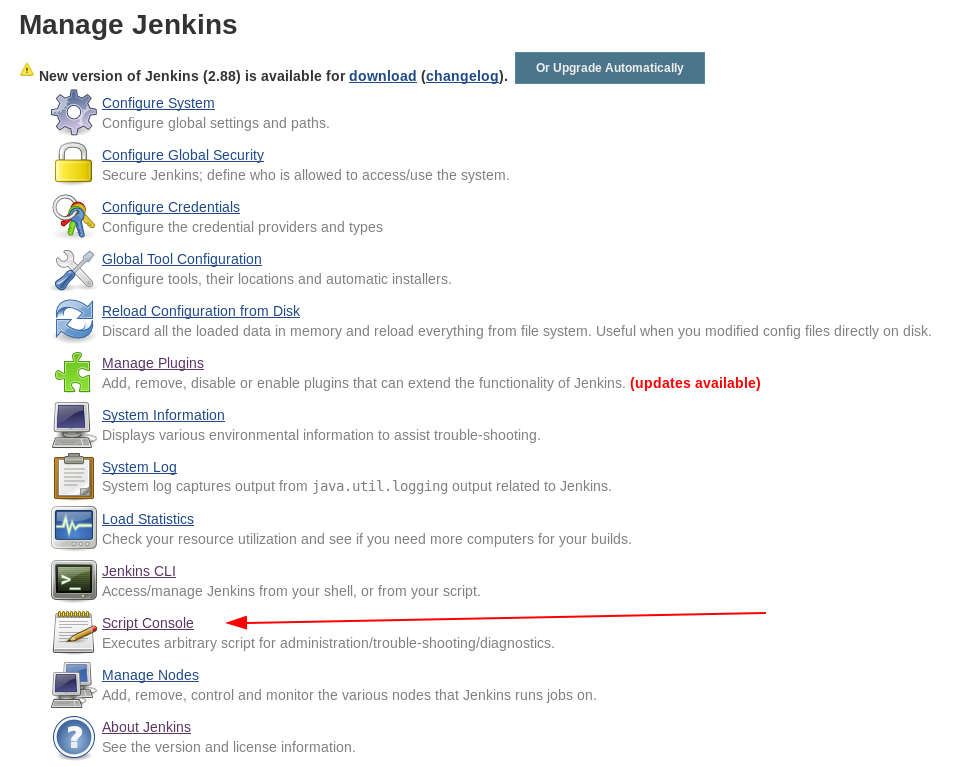 Manage Jenkins
New version of Jenkins (2.88) is available for download (changelog). Or Upgrade Automatically
Configure System
Configure global settings and paths.
Configure Global Security
Secure Jenkins; define who is allowed to access/use the system.
Configure Credentials
Configure the credential providers and types
Global Tool Configuration
Configure tools, their locations and automatic installers.
Reload Configuration from Disk
Discard all the loaded data in memory and reload everything from file system. Useful when you modified config files directly on disk.
Manage Plugins
Add, remove, disable or enable plugins that can extend the functionality of Jenkins. (updates available)
System Information
Displays various environmental information to assist trouble-shooting.
System Log
System log captures output from java.util.logging output related to Jenkins.
Load Statistics
Check your resource utilization and see if you need more computers for your builds.
Jenkins CLI
Access/manage Jenkins from your shell, or from your script.
Script Console
Executes arbitrary script for administration/trouble-shooting/diagnostics.
Manage Nodes
Add, remove, control and monitor the various nodes that Jenkins runs jobs on.
About Jenkins
See the version and license information.